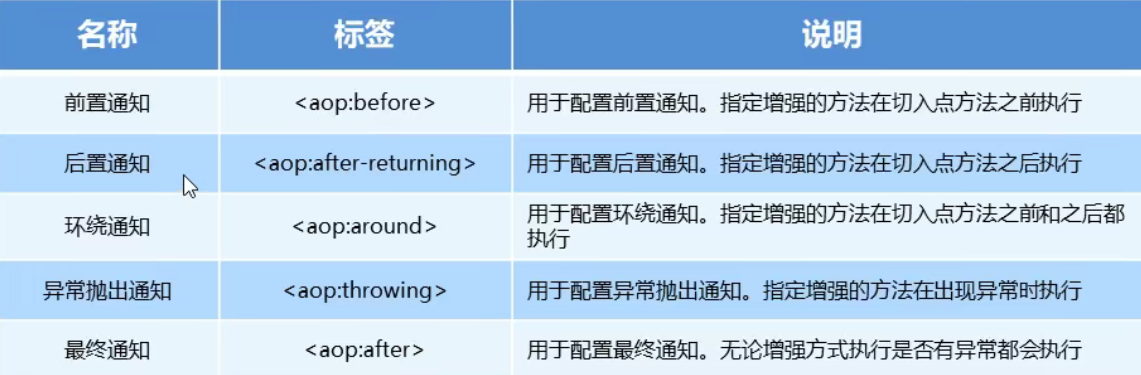 名称 标签 说明
前置通知 <aop:before> 用于配置前置通知。指定增强的方法在切入点方法之前执行
后置通知 <aop:after-returning> 用于配置后置通知。指定增强的方法在切入点方法之后执行
环绕通知 <aop:around> 用于配置环绕通知。指定增强的方法在切入点方法之前和之后都
执行
异常抛出通知 <aop:throwing> 用于配置异常抛出通知。指定增强的方法在出现异常时执行
最终通知 <aop:after> 用于配置最终通知。无论增强方式执行是否有异常都会执行